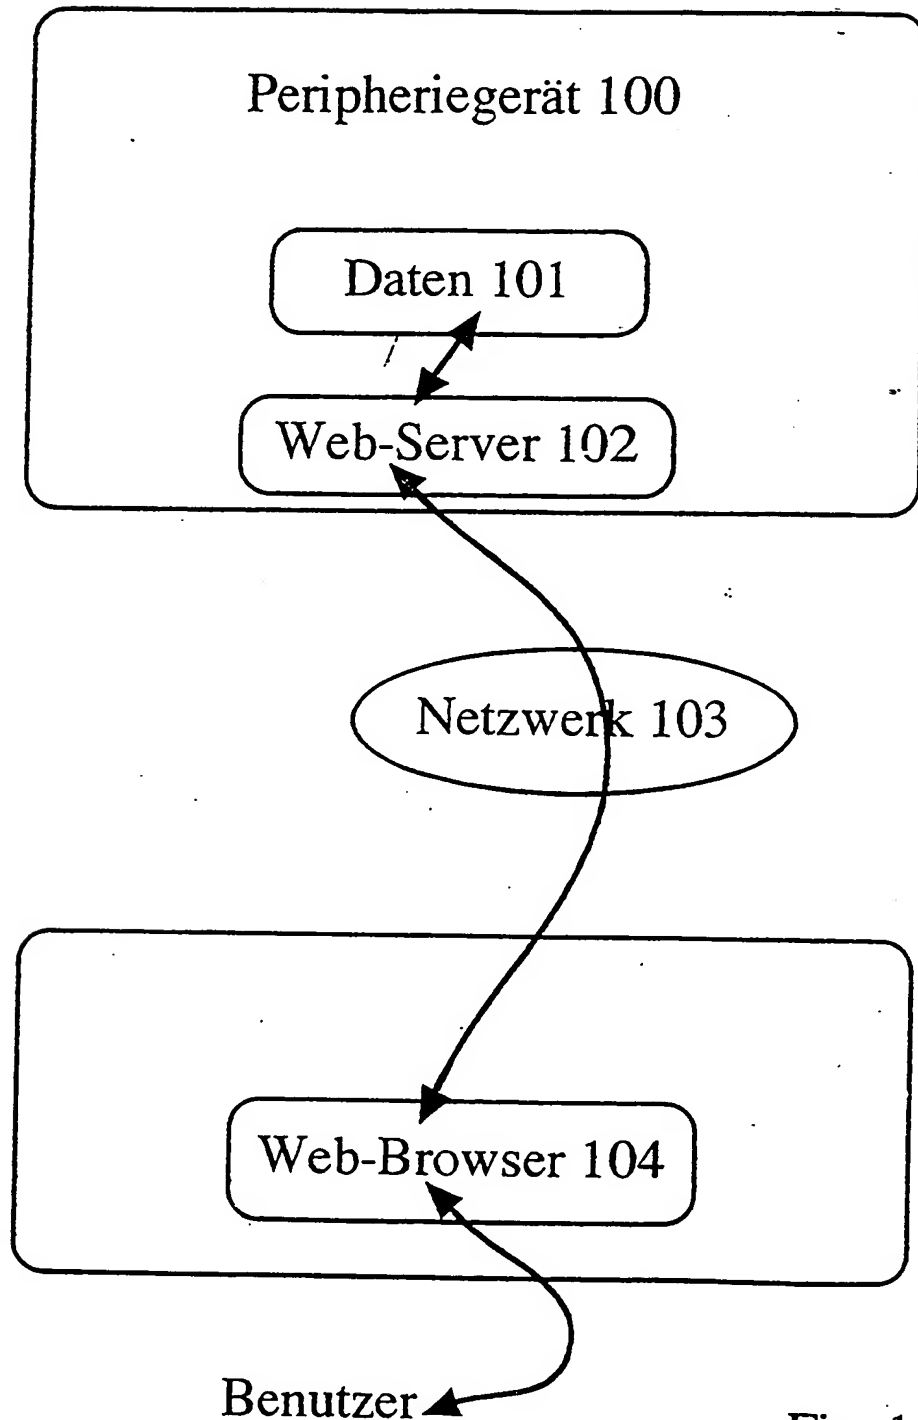 Peripheriegerät 100
Daten 101
Web-Server 102
Netzwerk 103
Web-Browser 104
Benutzer